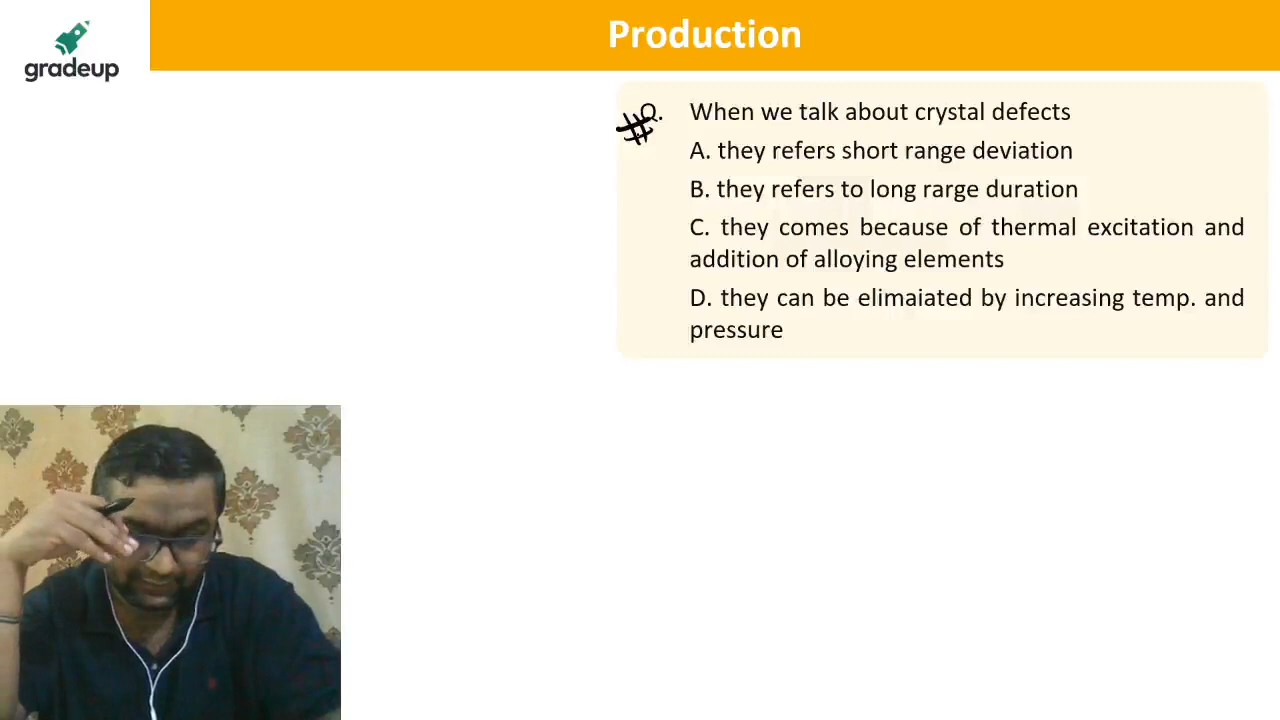 Production
gradeup
Q. When we talk about crystal defects
A. they refers short range deviation
B. they refers to long rarge duration
C. they comes because of thermal excitation and
addition of alloying elements
D. they can be elimaiated by increasing temp. and
pressure